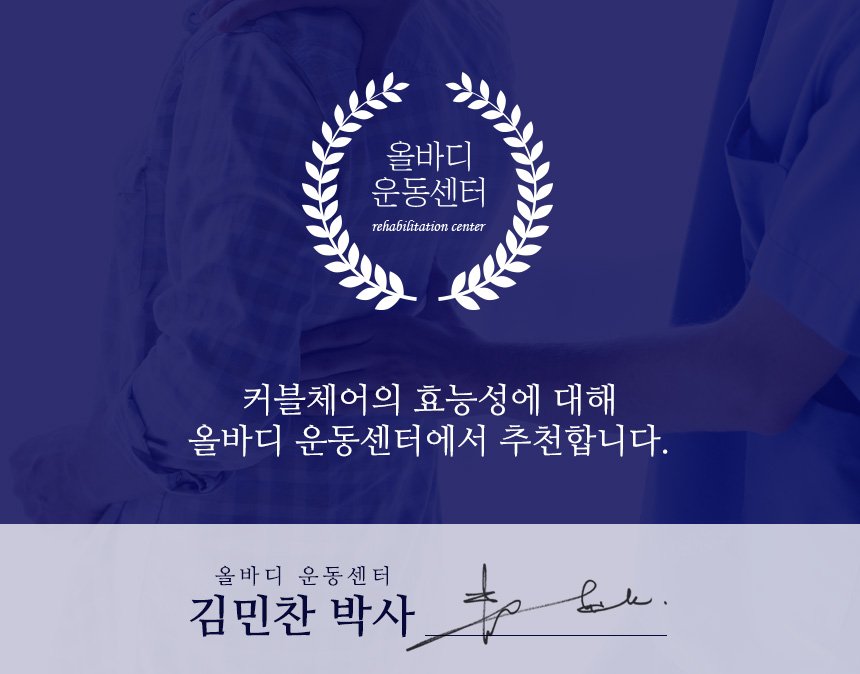 올바디
운동센터
rehabilitation center
커블체어의 효능성에 대해
올바디 운동센터에서 추천합니다.
올바디 운동센터
김민찬 박사